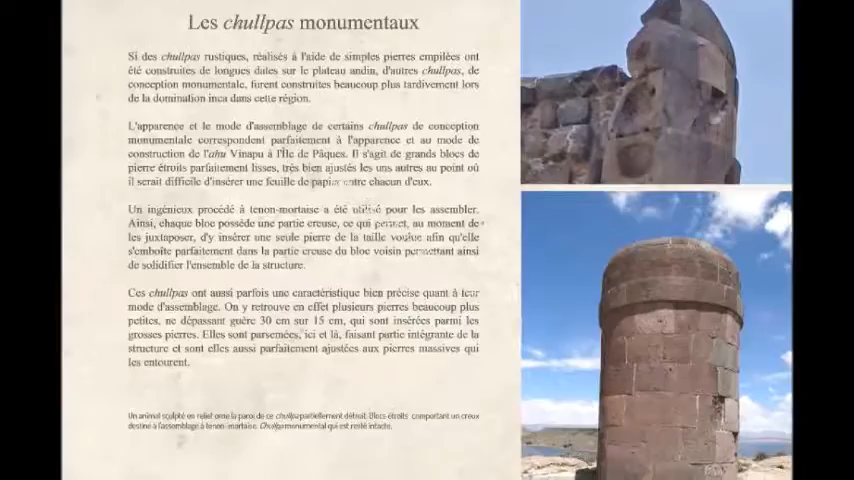 Les chullpas monumentaux
Si des chullpas rustiques, réalisés à l'aide de simples pierres empilées ont
été construites de longues dates sur le plateau andin, d'autres chullpas, de
conception monumentale, furent construites beaucoup plus tardivement lors
de la domination inca dans cette région.
L'apparence et le mode d'assemblage de certains chullpas de conception
monumentale correspondent parfaitement à l'apparence et au mode de
construction de l'ahu Vinapu à l'Île de Pâques. Il s'agit de grands blocs de
pierre étroits parfaitement lisses, très bien ajustés les uns autres au point où
il serait difficile d'insérer une feuille de papier entre chacun d'eux.
Un ingénieux procédé à tenon-mortaise a été utilisé pour les assembler.
Ainsi, chaque bloc possède une partie creuse, ce qui permet, au moment de
les juxtaposer, d'y insérer une seule pierre de la taille voulue afin qu'elle
s'emboîte parfaitement dans la partie creuse du bloc voisin permettant ainsi
de solidifier l'ensemble de la structure.
Ces chullpas ont aussi parfois une caractéristique bien précise quant à leur
mode d'assemblage. On y retrouve en effet plusieurs pierres beaucoup plus
petites, ne dépassant guère 30 cm sur 15 cm, qui sont insérées parmi les
grosses pierres. Elles sont parsemées, ici et là, faisant partie intégrante de la
structure et sont elles aussi parfaitement ajustées aux pierres massives qui
les entourent.
Un animal sculpté en relief orne la paroi de ce chullpa partiellement détruit. Blocs étroits comportant un creux
destiné à l'assemblage à tenon-mortaise. Chullpa monumental qui est resté intacte.